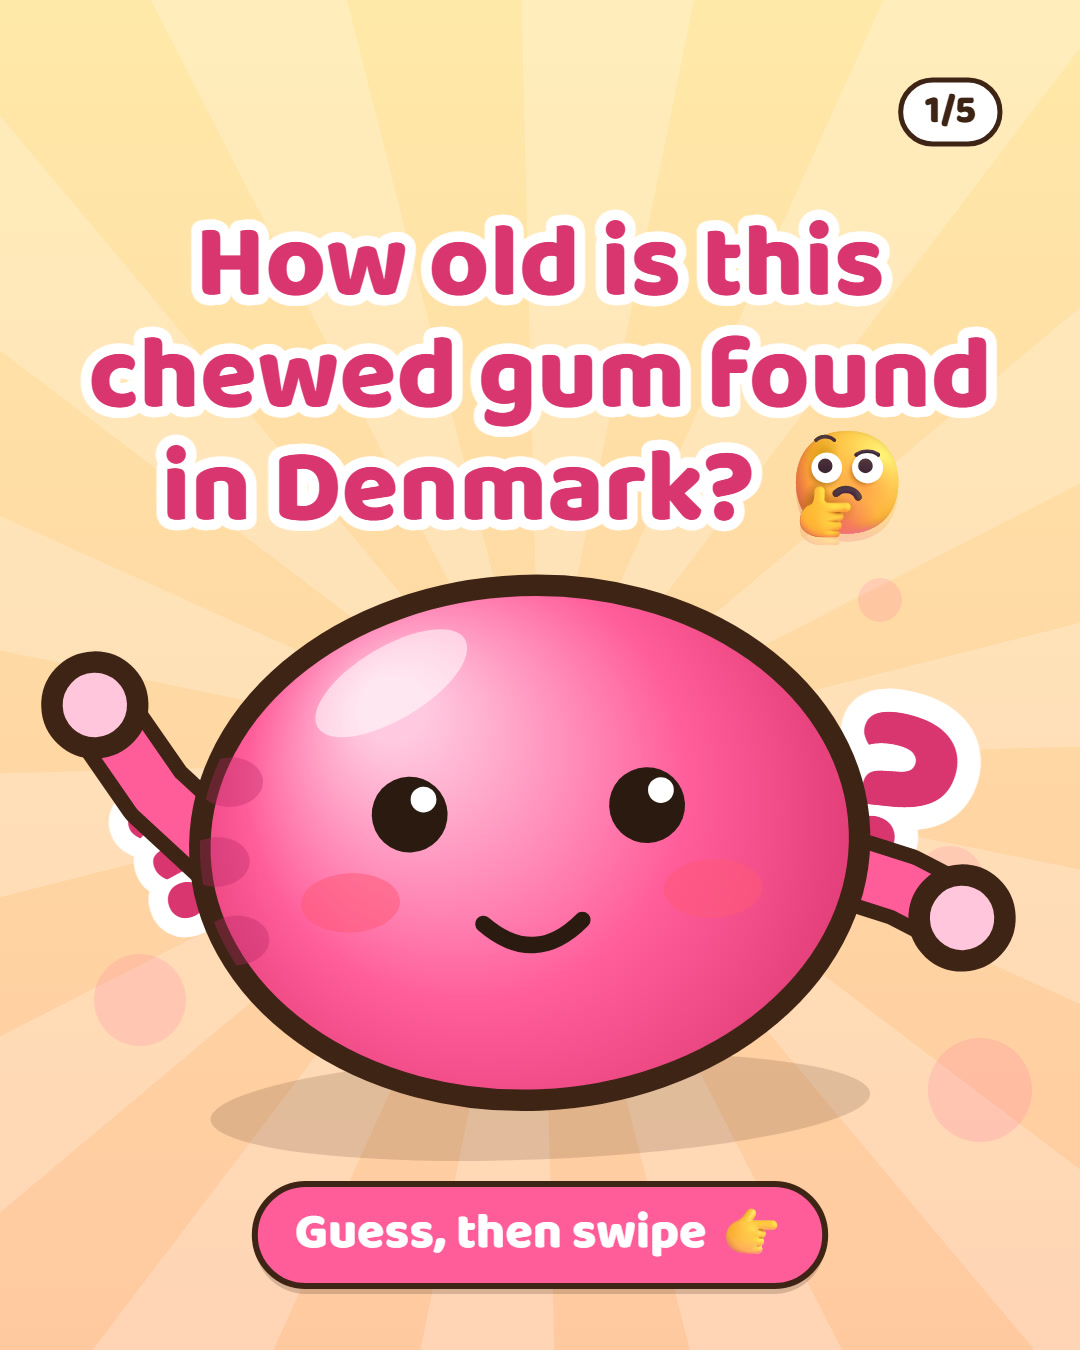 1/5
How old is this
chewed gum found
in Denmark? 🤔
?
Guess, then swipe 👉